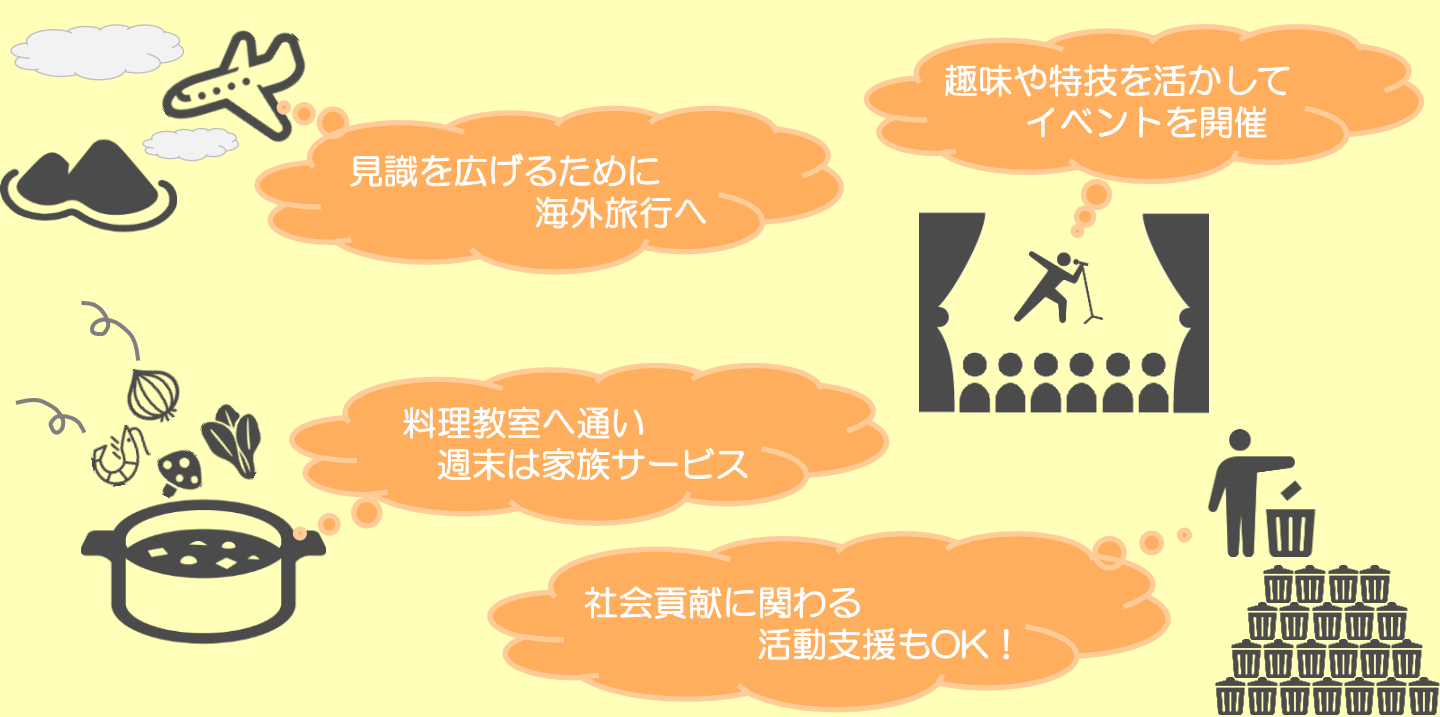 見識を広げるために
海外旅行へ
趣味や特技を活かして
イベントを開催
料理教室へ通い
週末は家族サービス
社会貢献に関わる
活動支援もOK！